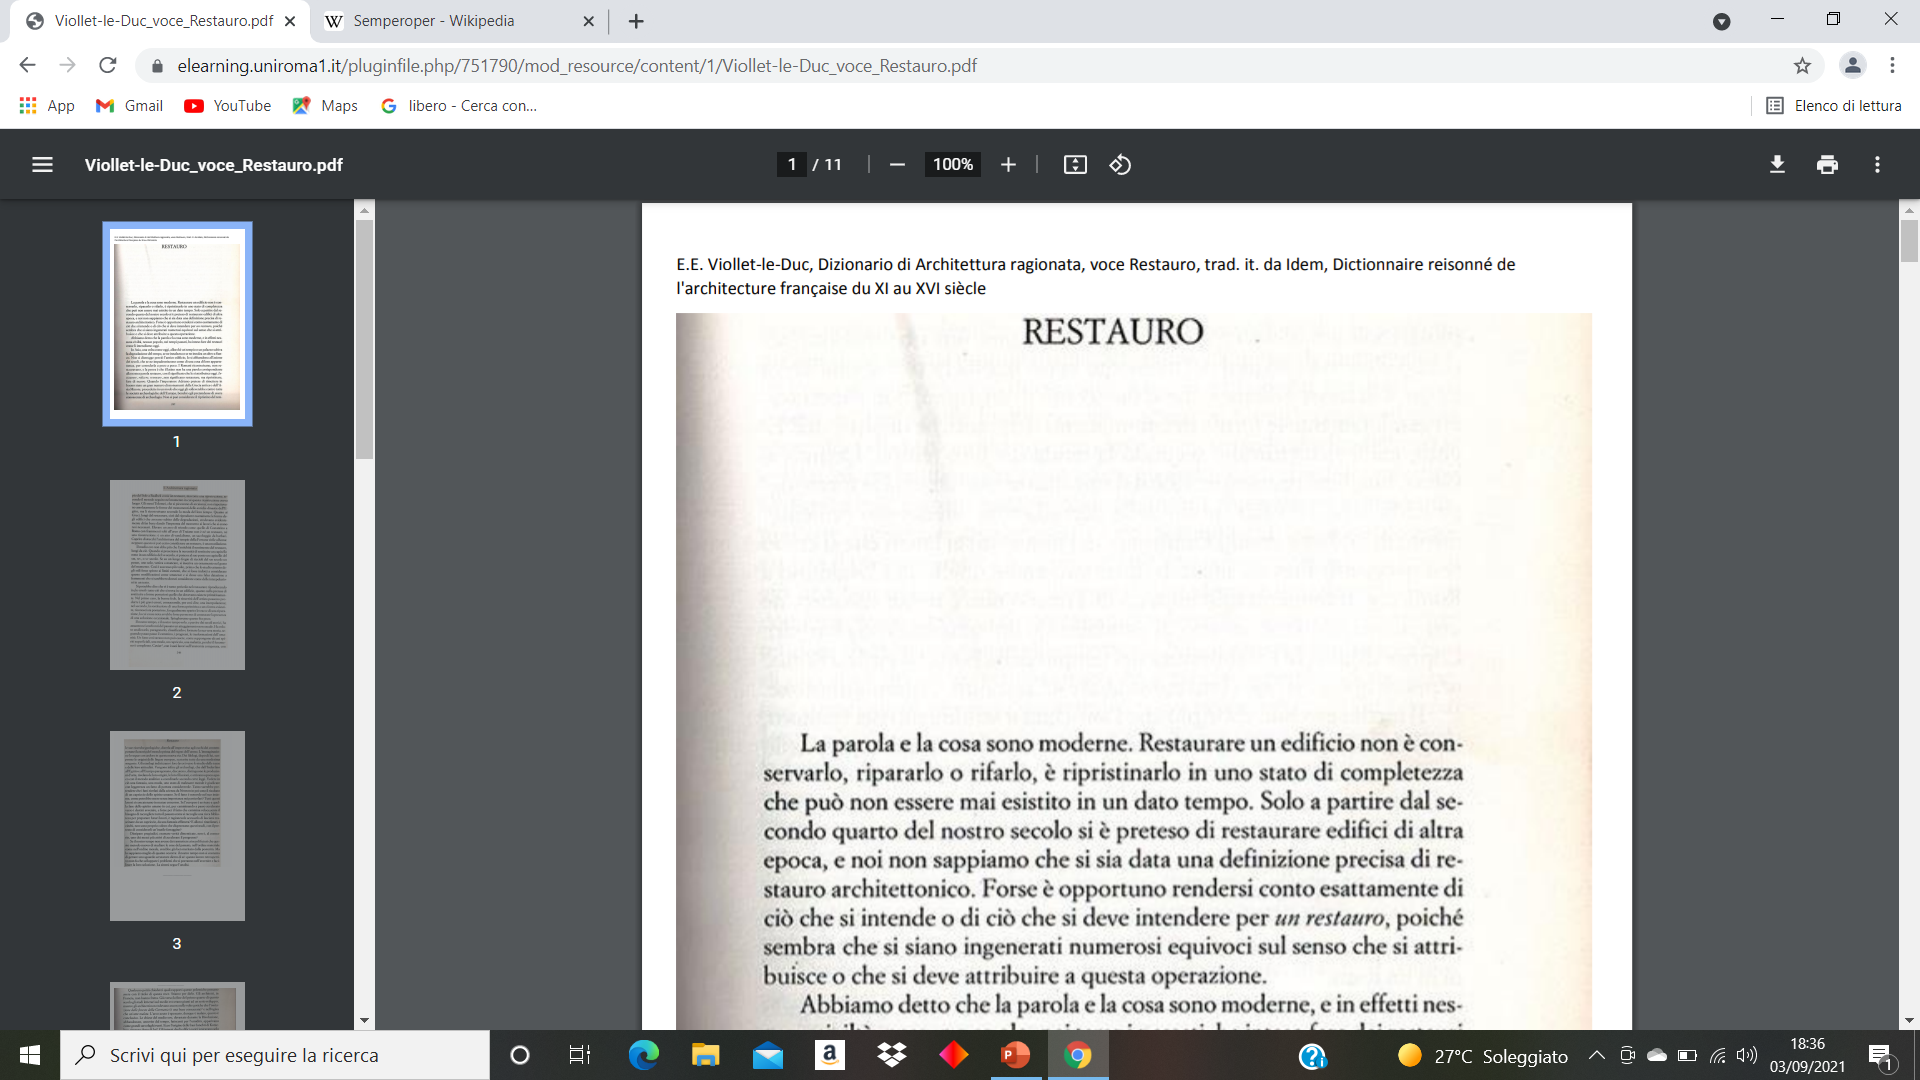 Viollet-le-Duc_voce_Restauro.pdf
Semperoper - Wikipedia
elearning.uniroma1.it/pluginfile.php/751790/mod_resource/content/1/Viollet-le-Duc_voce_Restauro.pdf
App Gmail YouTube Maps libero - Cerca con... Elenco di lettura
Viollet-le-Duc_voce_Restauro.pdf 1 / 11 100%
RESTAURO
1
2
3
E.E. Viollet-le-Duc, Dizionario di Architettura ragionata, voce Restauro, trad. it. da Idem, Dictionnaire reisonné de
l'architecture française du XI au XVI siècle
RESTAURO
La parola e la cosa sono moderne. Restaurare un edificio non è con-
servarlo, ripararlo o rifarlo, è ripristinarlo in uno stato di completezza
che può non essere mai esistito in un dato tempo. Solo a partire dal se-
condo quarto del nostro secolo si è preteso di restaurare edifici di altra
epoca, e noi non sappiamo che si sia data una definizione precisa di re-
stauro architettonico. Forse è opportuno rendersi conto esattamente di
ciò che si intende o di ciò che si deve intendere per un restauro, poiché
sembra che si siano ingenerati numerosi equivoci sul senso che si attri-
buisce o che si deve attribuire a questa operazione.
Abbiamo detto che la parola e la cosa sono moderne, e in effetti nes-
Scrivi qui per eseguire la ricerca
27°C Soleggiato
18:36
03/09/2021
1